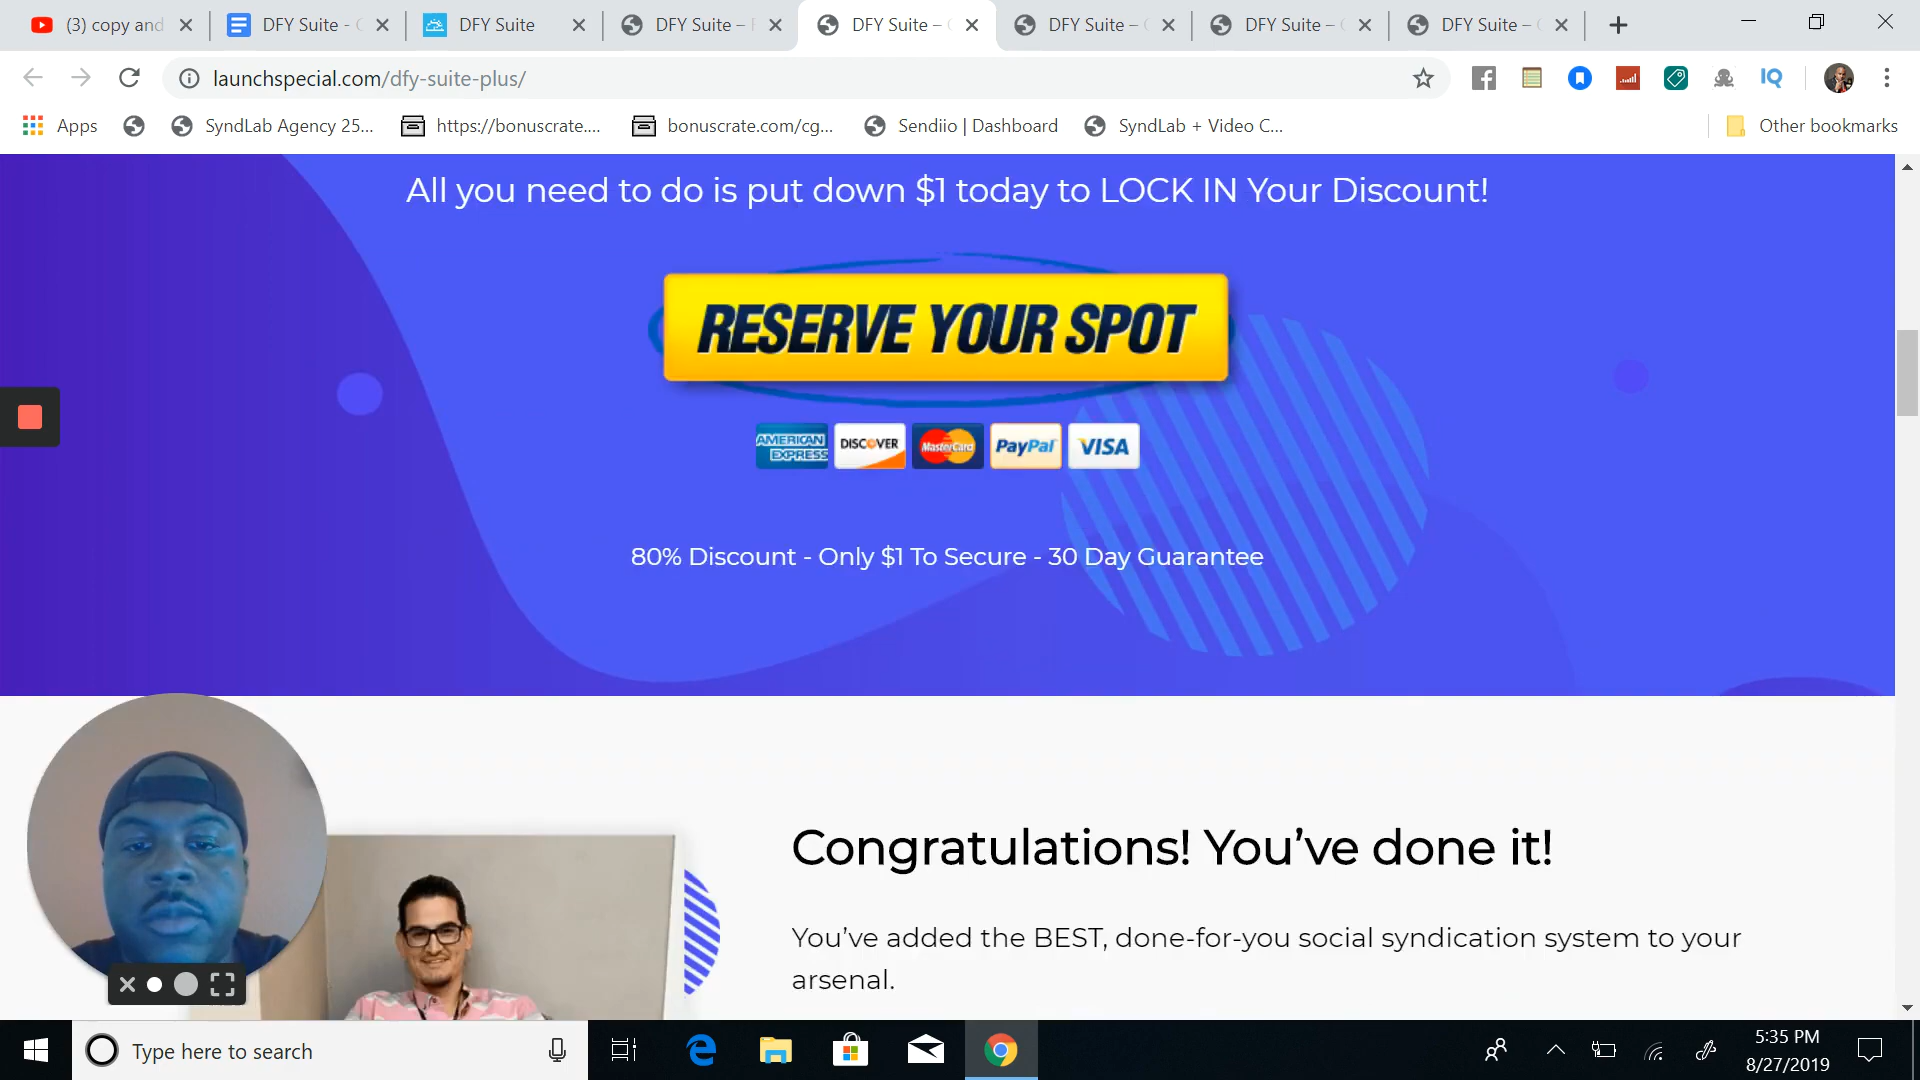 (3) copy and
DFY Suite - G
DFY Suite
DFY Suite –
DFY Suite –
DFY Suite –
DFY Suite –
DFY Suite –
launchspecial.com/dfy-suite-plus/
IQ
Apps
SyndLab Agency 25...
https://bonuscrate....
bonuscrate.com/cg...
Sendiio | Dashboard
SyndLab + Video C...
Other bookmarks
All you need to do is put down $1 today to LOCK IN Your Discount!
RESERVE YOUR SPOT
AMERICAN EXPRESS
DISCOVER
MasterCard
PayPal
VISA
80% Discount - Only $1 To Secure - 30 Day Guarantee
Congratulations! You’ve done it!
You’ve added the BEST, done-for-you social syndication system to your
arsenal.
Type here to search
5:35 PM
8/27/2019